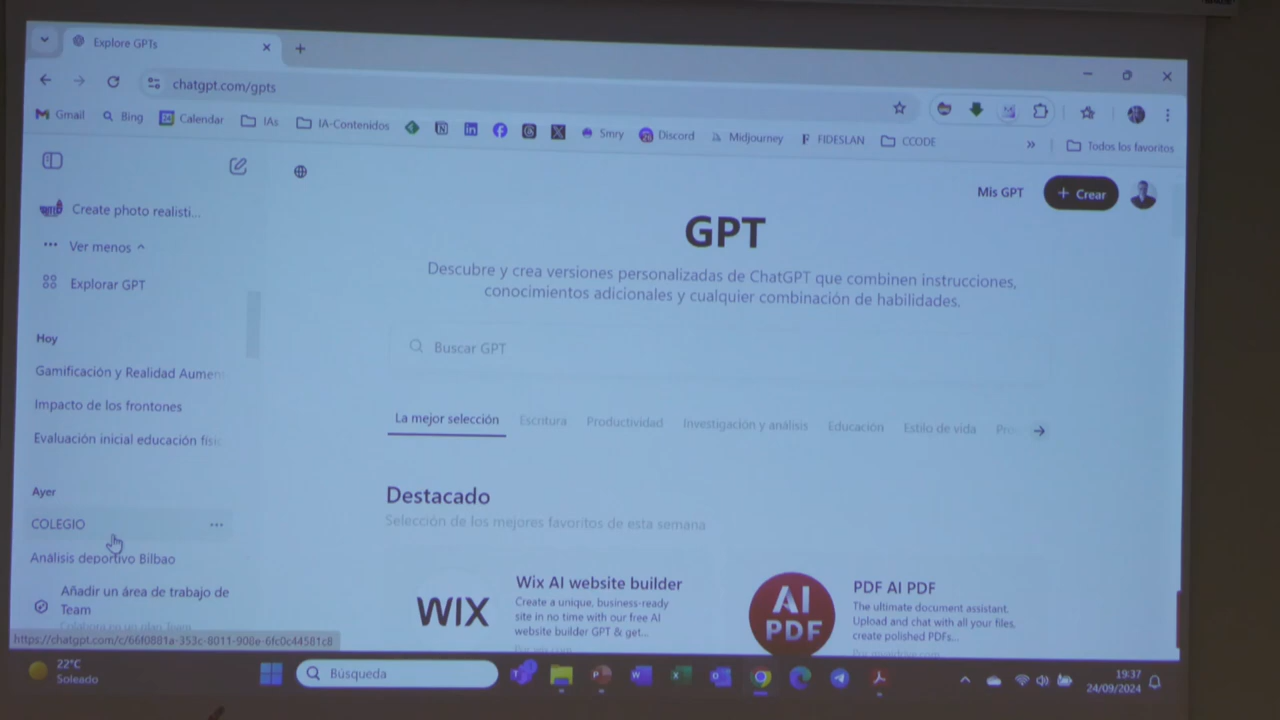 Explore GPTs
chatgpt.com/gpts
Gmail
Bing
Calendar
IAs
IA-Contenidos
Smry
Discord
Midjourney
FIDESLAN
CCODE
»
Todos los favoritos
Create photo realisti...
Ver menos
Explorar GPT
Hoy
Gamificación y Realidad Aumen
Impacto de los frontones
Evaluación inicial educación físic
Ayer
COLEGIO
Análisis deportivo Bilbao
Añadir un área de trabajo de
Team
Colabora en un plan Team
https://chatgpt.com/c/66f0881a-353c-8011-908e-6fc0c44581c8
Mis GPT
+ Crear
GPT
Descubre y crea versiones personalizadas de ChatGPT que combinen instrucciones,
conocimientos adicionales y cualquier combinación de habilidades.
Buscar GPT
La mejor selección
Escritura
Productividad
Investigación y análisis
Educación
Estilo de vida
Pro
Destacado
Selección de los mejores favoritos de esta semana
WIX
Wix AI website builder
Create a unique, business-ready
site in no time with our free AI
website builder GPT & get...
AI
PDF
PDF AI PDF
The ultimate document assistant.
Upload and chat with all your files,
create polished PDFs...
22°C
Soleado
Búsqueda
19:37
24/09/2024